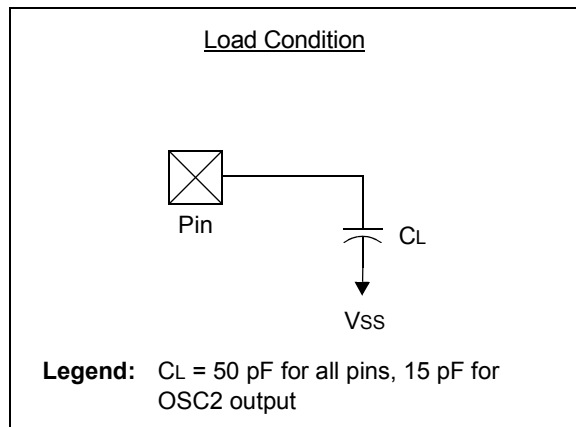 Load Condition
Pin
CL
VSS
Legend: CL = 50 pF for all pins, 15 pF for
OSC2 output